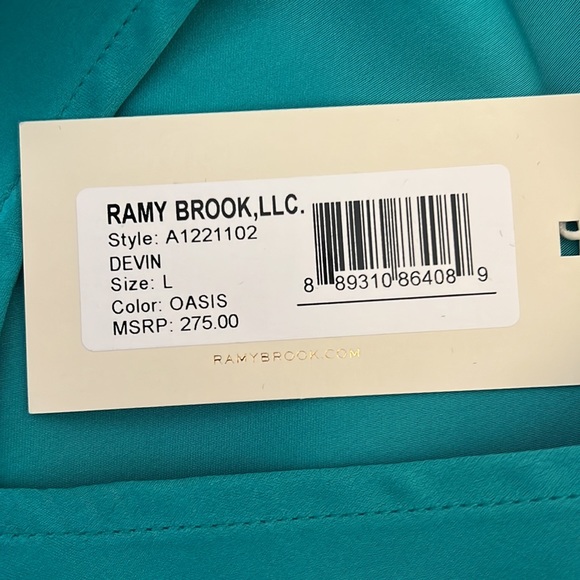 RAMY BROOK,LLC.
Style: A1221102
DEVIN
Size: L
Color: OASIS
MSRP: 275.00
8 89310 86408 9
RAMYBROOK.COM